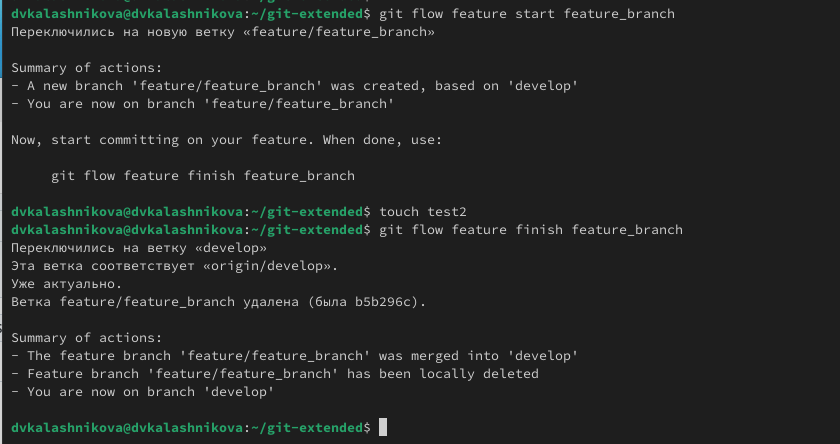 dvkalashnikova@dvkalashnikova:~/git-extended$ git flow feature start feature_branch
Переключились на новую ветку «feature/feature_branch»
Summary of actions:
- A new branch 'feature/feature_branch' was created, based on 'develop'
- You are now on branch 'feature/feature_branch'
Now, start committing on your feature. When done, use:
git flow feature finish feature_branch
dvkalashnikova@dvkalashnikova:~/git-extended$ touch test2
dvkalashnikova@dvkalashnikova:~/git-extended$ git flow feature finish feature_branch
Переключились на ветку «develop»
Эта ветка соответствует «origin/develop».
Уже актуально.
Ветка feature/feature_branch удалена (была b5b296c).
Summary of actions:
- The feature branch 'feature/feature_branch' was merged into 'develop'
- Feature branch 'feature/feature_branch' has been locally deleted
- You are now on branch 'develop'
dvkalashnikova@dvkalashnikova:~/git-extended$